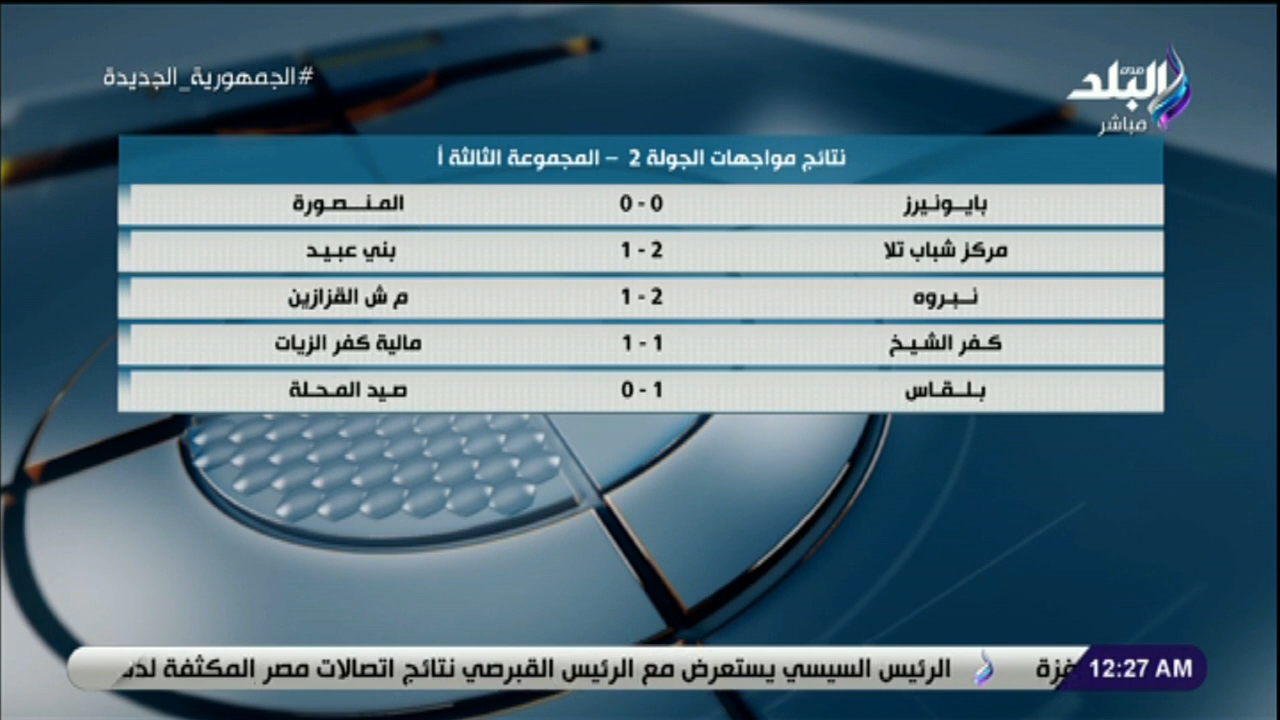 #الجمهورية_الجديدة
صدى البلد
مباشر
نتائج مواجهات الجولة 2 – المجموعة الثالثة أ
بايونيرز 0 - 0 المنصورة
مركز شباب تلا 2 - 1 بني عبيد
نبروه 2 - 1 م ش القزازين
كفر الشيخ 1 - 1 مالية كفر الزيات
بلقاس 1 - 0 صيد المحلة
12:27 AM الرئيس السيسي يستعرض مع الرئيس القبرصي نتائج اتصالات مصر المكثفة